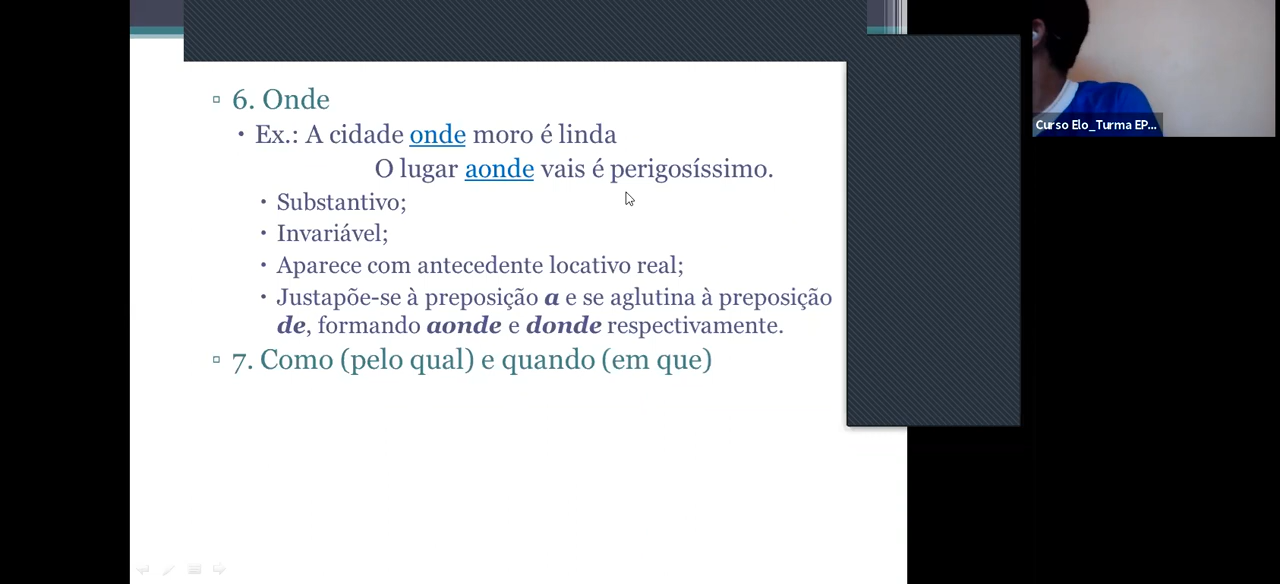 6. Onde
Ex.: A cidade onde moro é linda
O lugar aonde vais é perigosíssimo.
Substantivo;
Invariável;
Aparece com antecedente locativo real;
Justapõe-se à preposição a e se aglutina à preposição
de, formando aonde e donde respectivamente.
7. Como (pelo qual) e quando (em que)
Curso Elo_Turma EP...